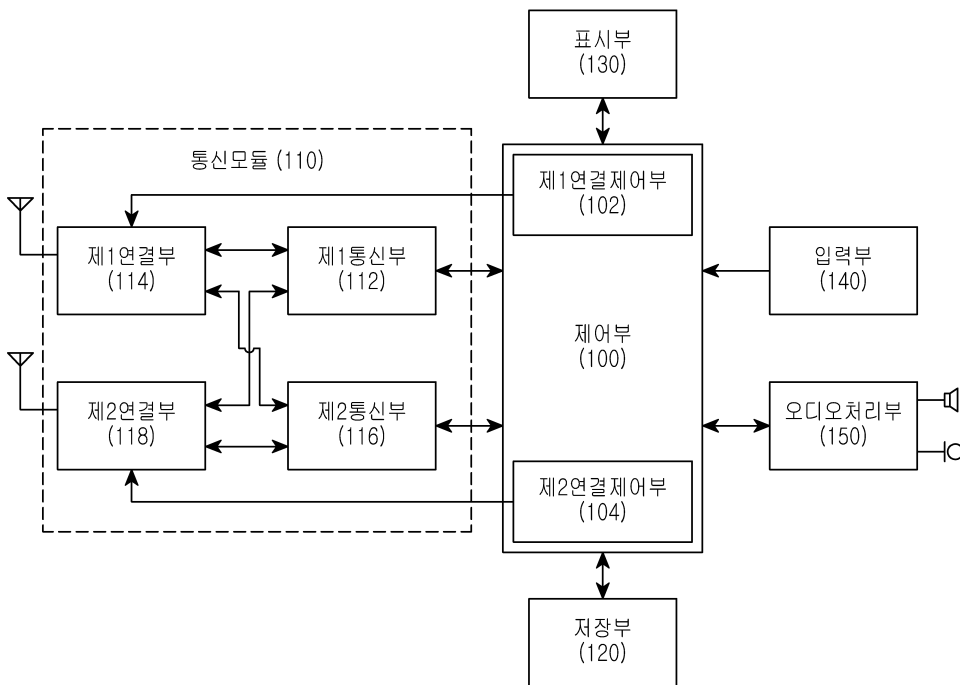 표시부
(130)
통신모듈 (110)
제1연결제어부
(102)
제1연결부
(114)
제1통신부
(112)
입력부
(140)
제어부
(100)
제2연결부
(118)
제2통신부
(116)
오디오처리부
(150)
제2연결제어부
(104)
저장부
(120)